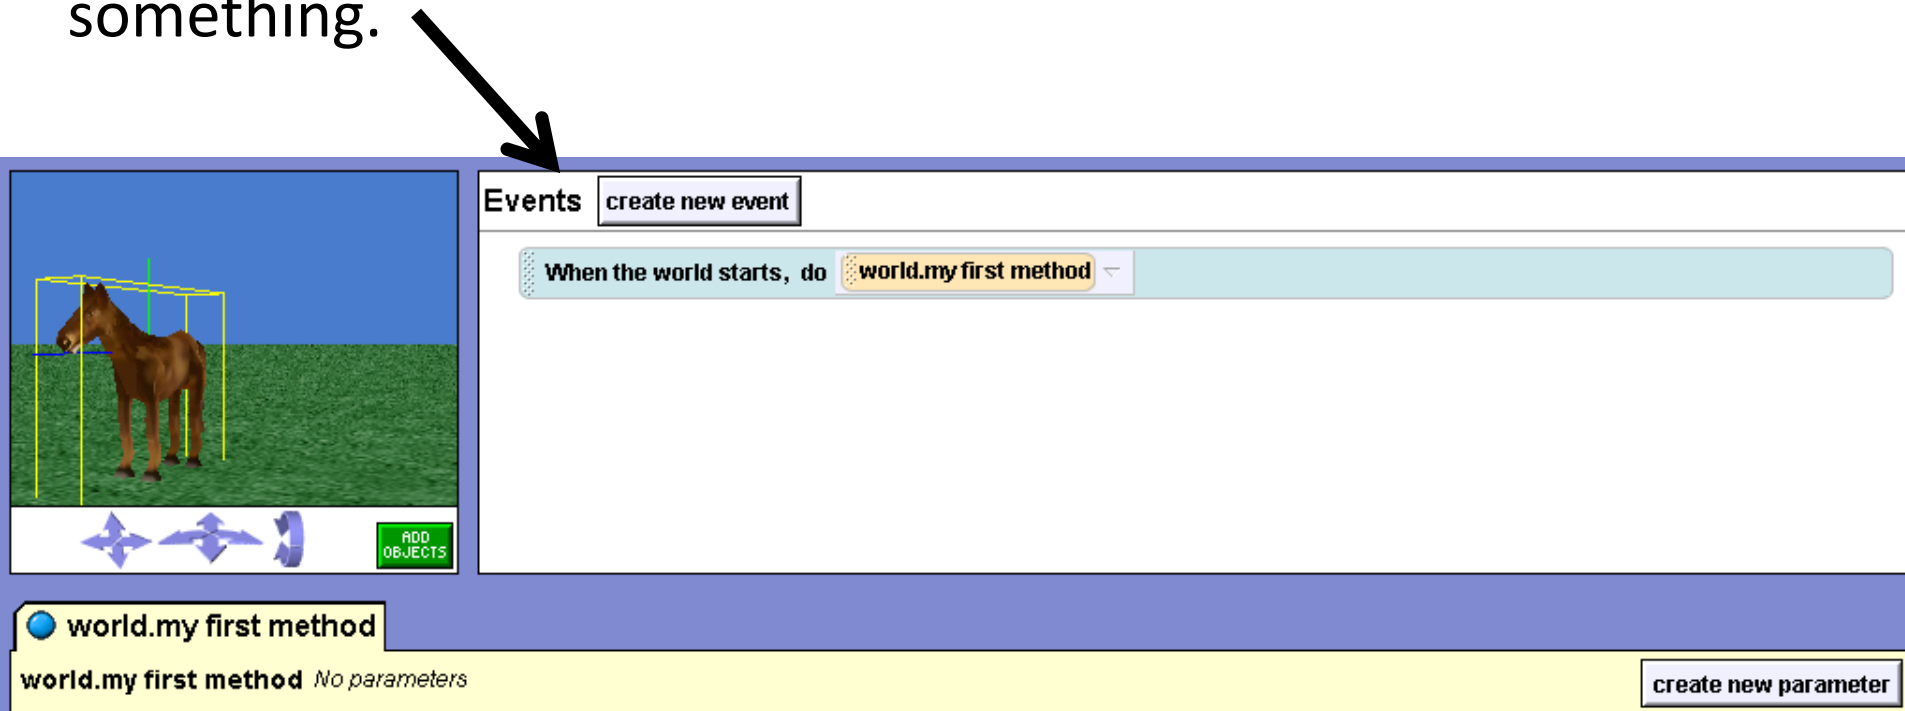 something.
Events create new event
When the world starts, do world.my first method
ADD
OBJECTS
world.my first method
world.my first method No parameters
create new parameter